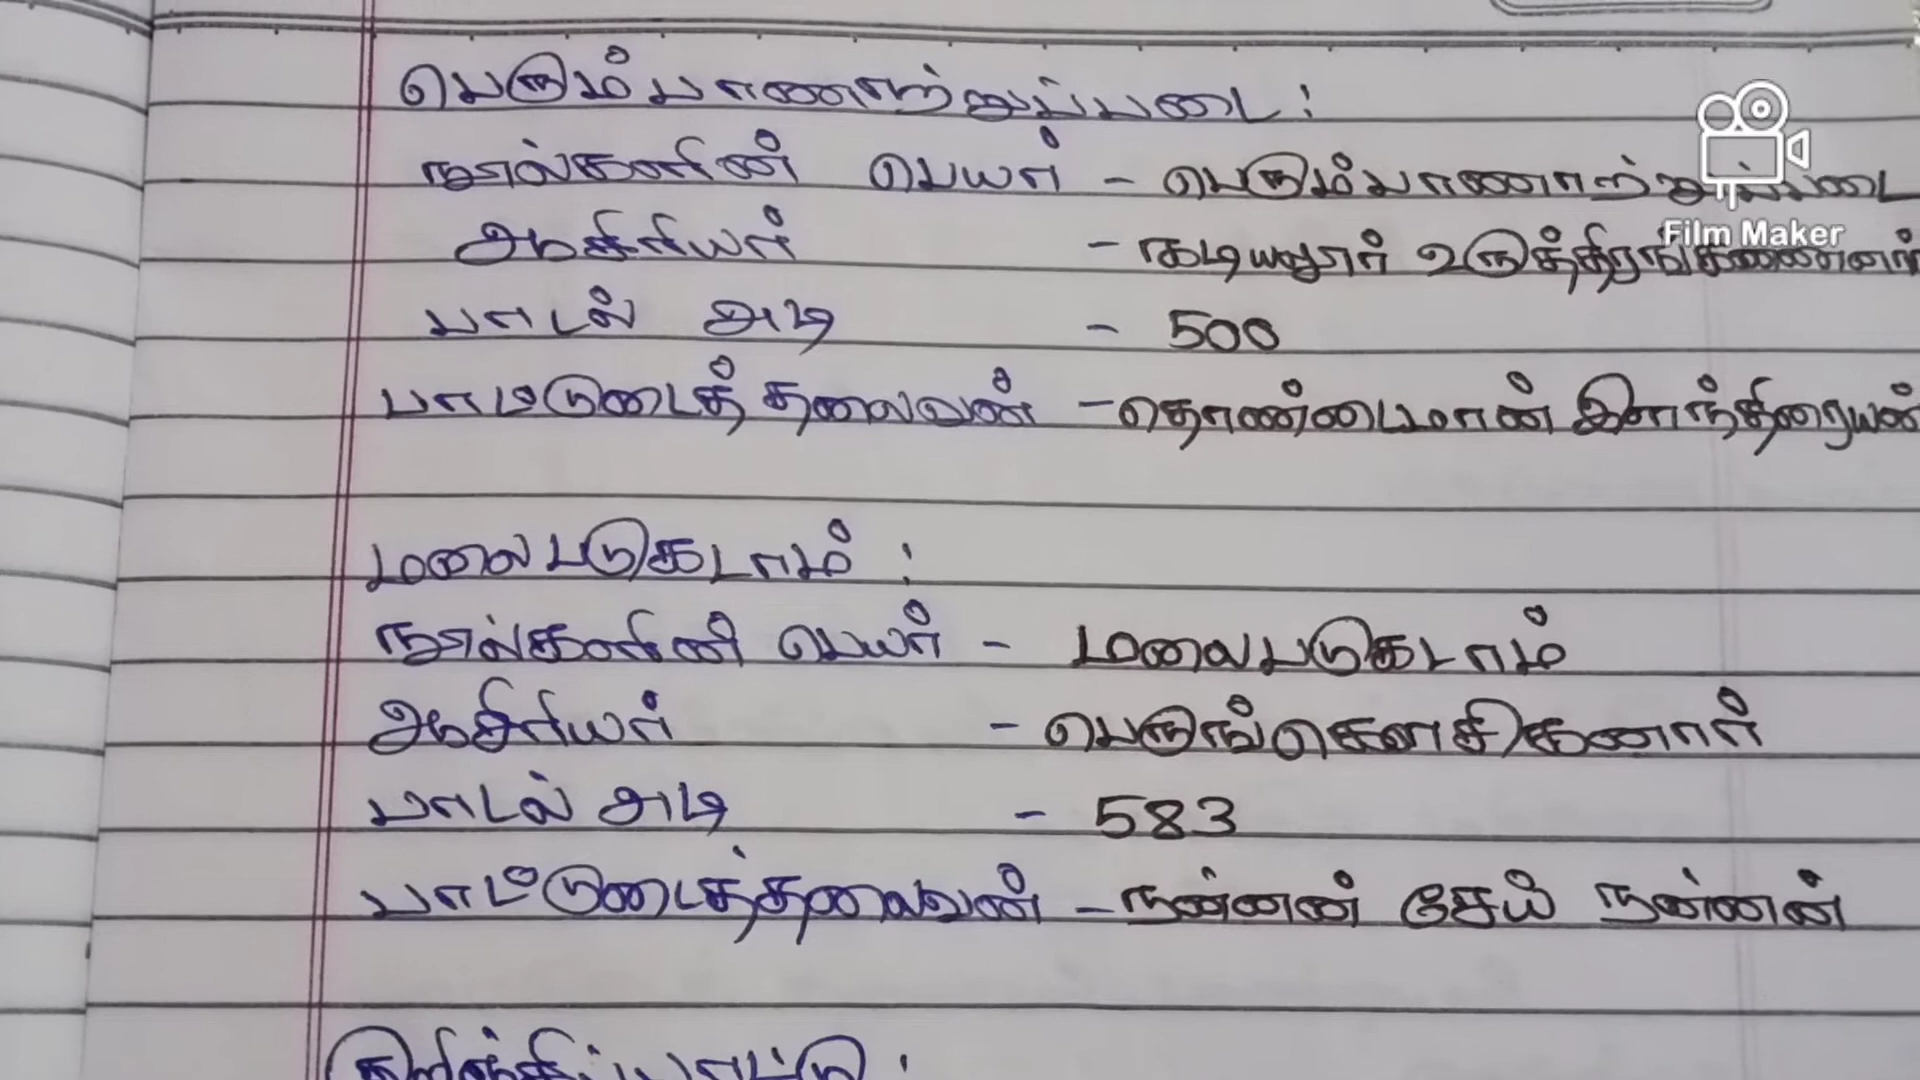 பெரும்பாணாற்றுப்படை :
நூல்களின் பெயர் - பெரும்பாணாற்றுப்படை
ஆசிரியர் - கடியலூர் உருத்திரங்கண்ணனார்
பாடல் அடி - 500
பாட்டுடைத் தலைவன் - தொண்டைமான் இளந்திரையன்
மலைபடுகடாம் :
நூல்களின் பெயர் - மலைபடுகடாம்
ஆசிரியர் - பெருங்கௌசிகனார்
பாடல் அடி - 583
பாட்டுடைத்தலைவன் - நன்னன் சேய் நன்னன்
குறிஞ்சிப்பாட்டு :
Film Maker